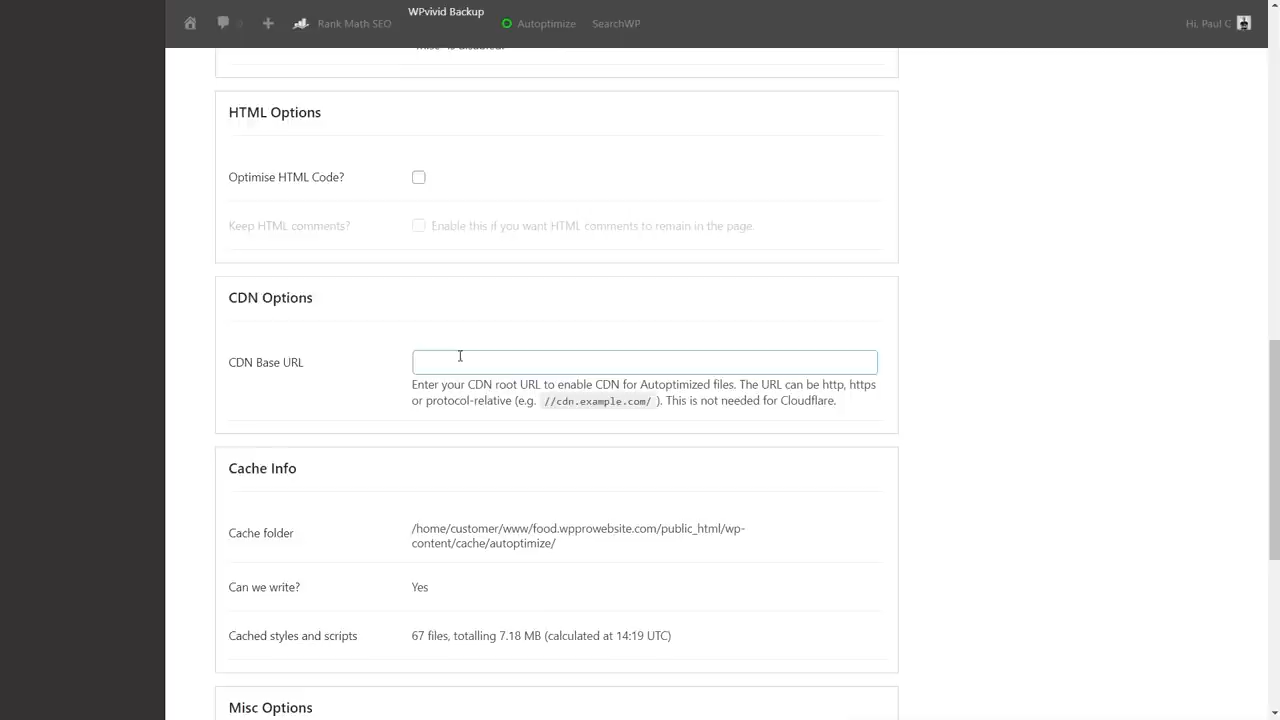 WPvivid Backup
Rank Math SEO
Autoptimize
SearchWP
Hi, Paul C
HTML Options
Optimise HTML Code?
Keep HTML comments?
Enable this if you want HTML comments to remain in the page.
CDN Options
CDN Base URL
Enter your CDN root URL to enable CDN for Autoptimized files. The URL can be http, https
or protocol-relative (e.g. //cdn.example.com/ ). This is not needed for Cloudflare.
Cache Info
Cache folder
/home/customer/www/food.wpprowebsite.com/public_html/wp-
content/cache/autoptimize/
Can we write?
Yes
Cached styles and scripts
67 files, totalling 7.18 MB (calculated at 14:19 UTC)
Misc Options